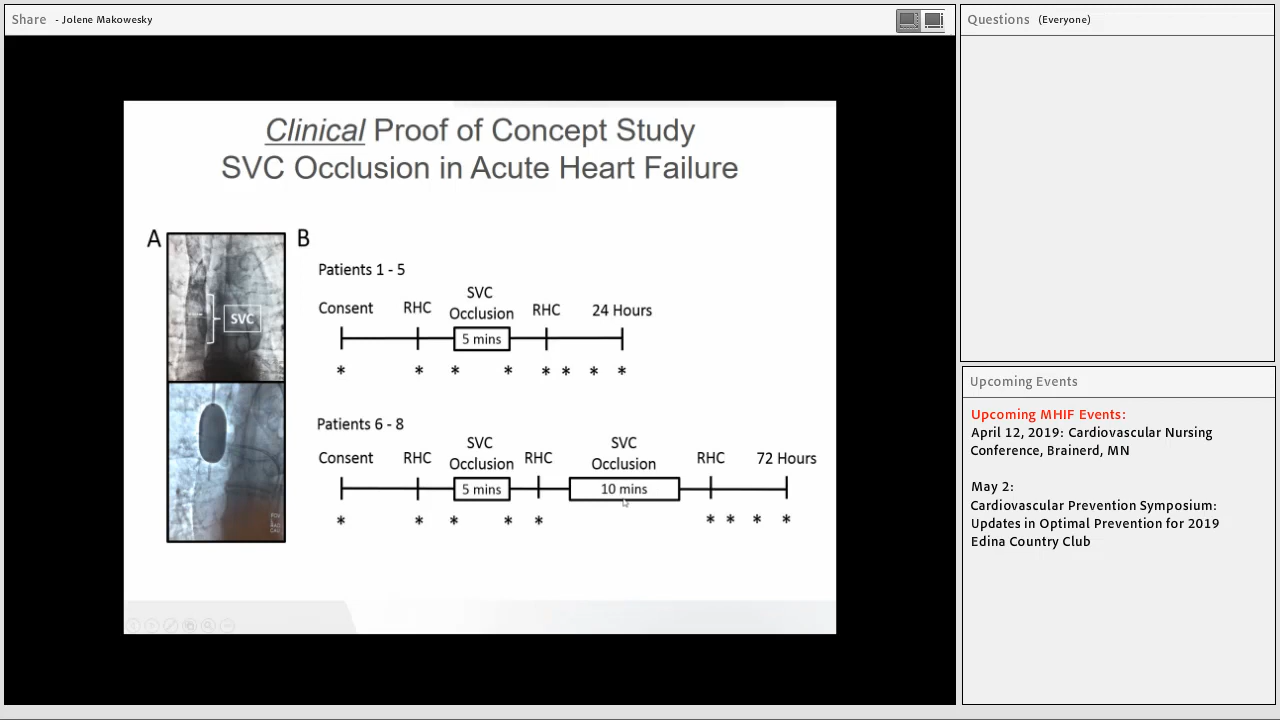 Share - Jolene Makowesky
Clinical Proof of Concept Study
SVC Occlusion in Acute Heart Failure
A
SVC
B
Patients 1 - 5
Consent RHC SVC Occlusion RHC 24 Hours
5 mins
* * * * * * * *
Patients 6 - 8
Consent RHC SVC Occlusion RHC SVC Occlusion RHC 72 Hours
5 mins 10 mins
* * * * * * * * *
Questions (Everyone)
Upcoming Events
Upcoming MHIF Events:
April 12, 2019: Cardiovascular Nursing
Conference, Brainerd, MN
May 2:
Cardiovascular Prevention Symposium:
Updates in Optimal Prevention for 2019
Edina Country Club